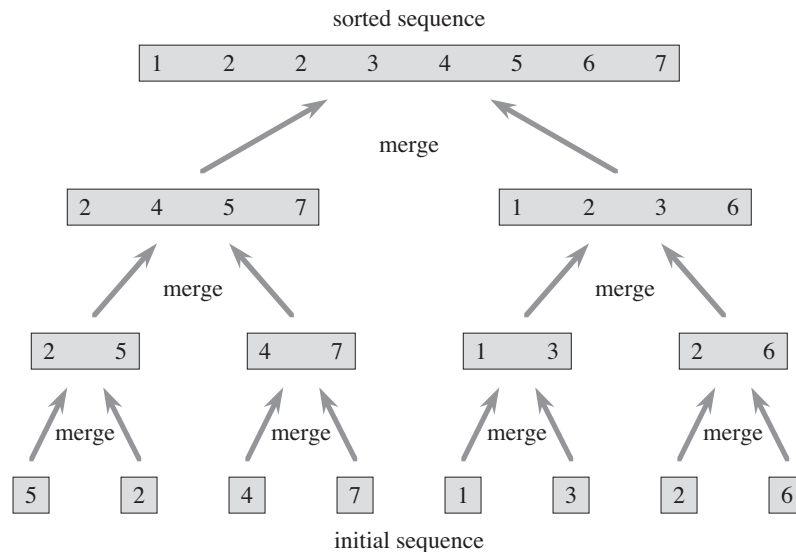 sorted sequence
1 2 2 3 4 5 6 7
merge
2 4 5 7
1 2 3 6
merge
merge
2 5
4 7
1 3
2 6
merge
merge
merge
merge
5
2
4
7
1
3
2
6
initial sequence